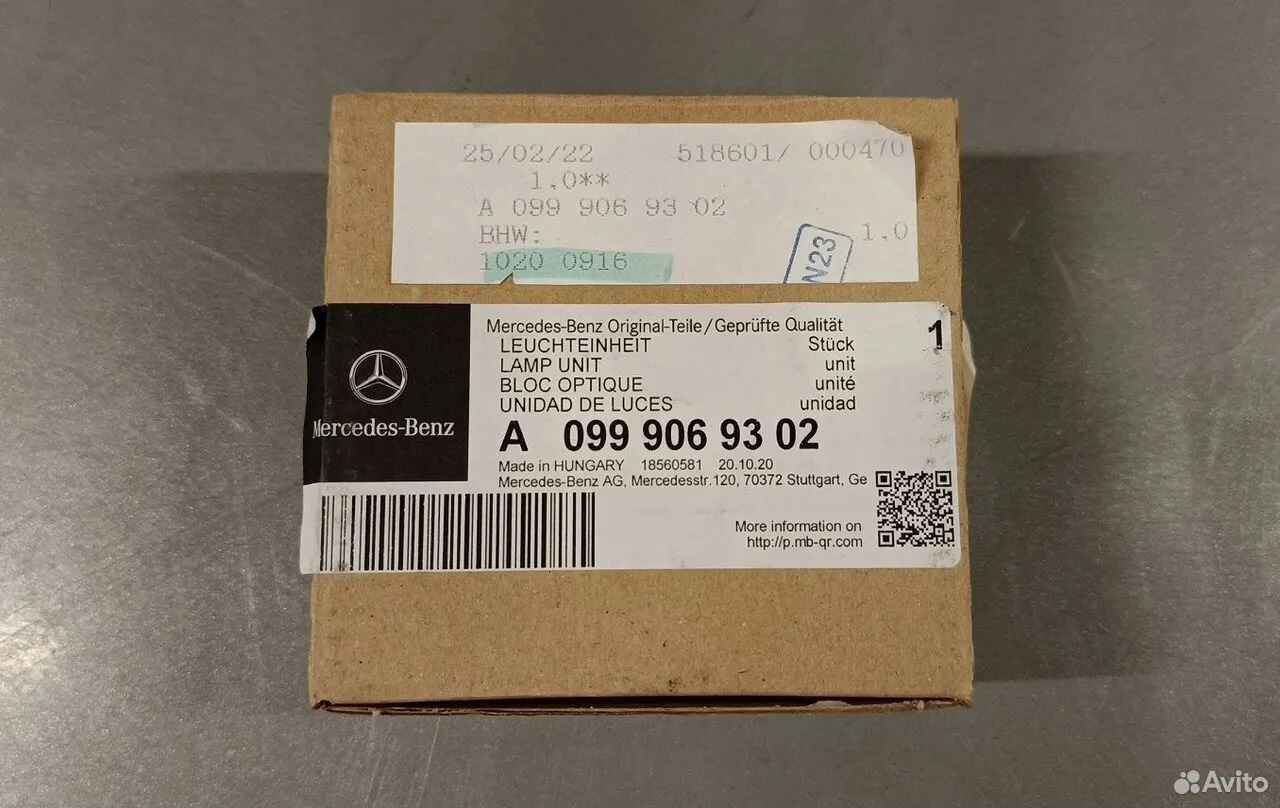 25/02/22 518601/ 000470
1.0**
A 099 906 93 02
BHW: 1.0
1020 0916
N23
Mercedes-Benz
Mercedes-Benz Original-Teile/Geprüfte Qualität 1
LEUCHTEINHEIT Stück
LAMP UNIT unit
BLOC OPTIQUE unité
UNIDAD DE LUCES unidad
A 099 906 93 02
Made in HUNGARY 18560581 20.10.20
Mercedes-Benz AG, Mercedesstr.120, 70372 Stuttgart, Ge
More information on
http://p.mb-qr.com
Avito